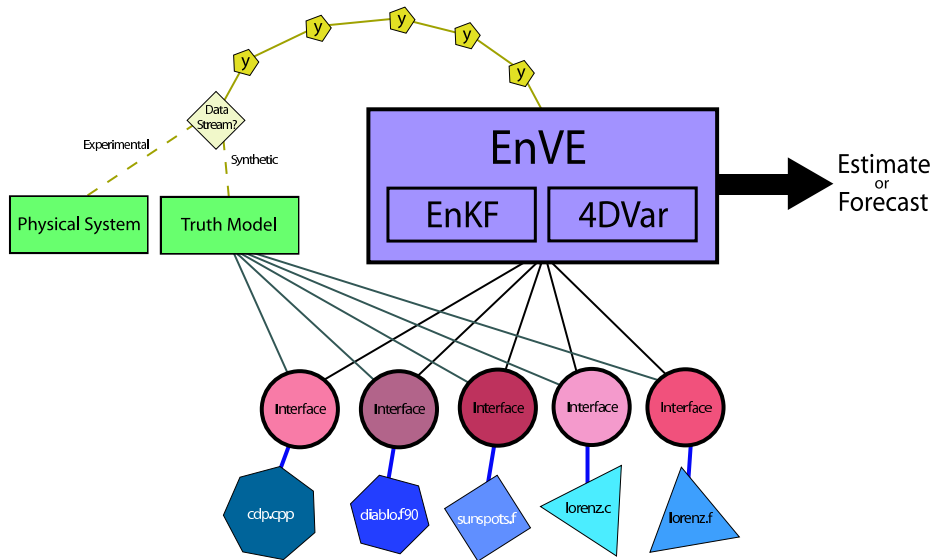 y
y
y
y
y
Data
Stream?
Experimental
Synthetic
Physical System
Truth Model
EnVE
EnKF
4DVar
Estimate
or
Forecast
Interface
Interface
Interface
Interface
Interface
cdp.cpp
diablo.f90
sunspots.f
lorenz.c
lorenz.f